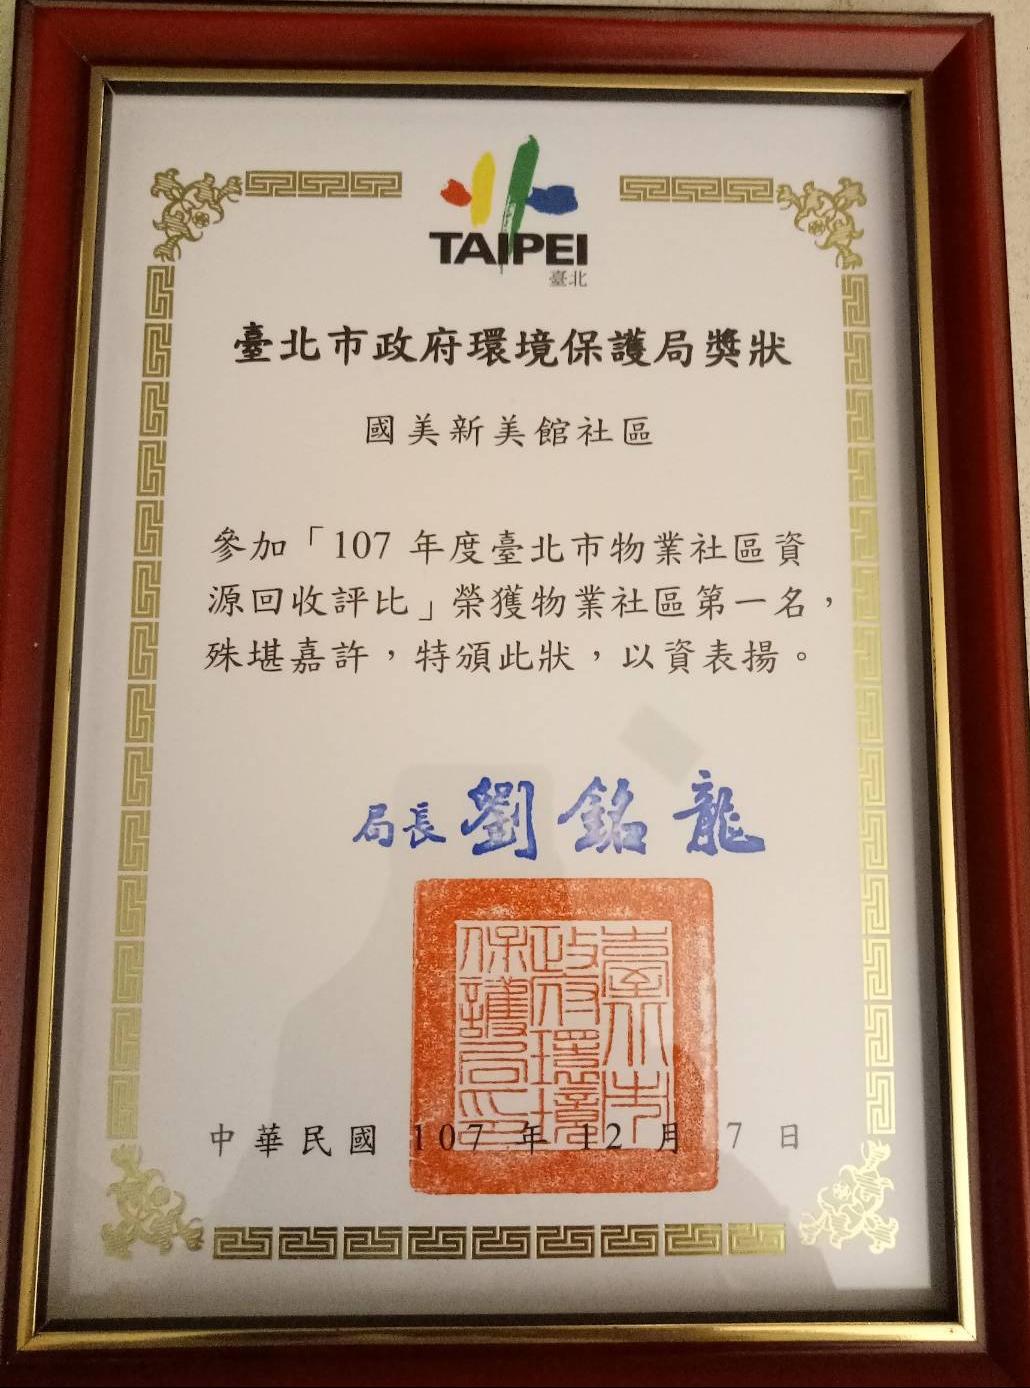 TAIPEI
臺北
臺北市政府環境保護局獎狀
國美新美館社區
參加「107 年度臺北市物業社區資
源回收評比」榮獲物業社區第一名，
殊堪嘉許，特頒此狀，以資表揚。
局長 劉銘龍
臺北市
政府環境
保護局印
中華民國 107 年 12 月 7 日